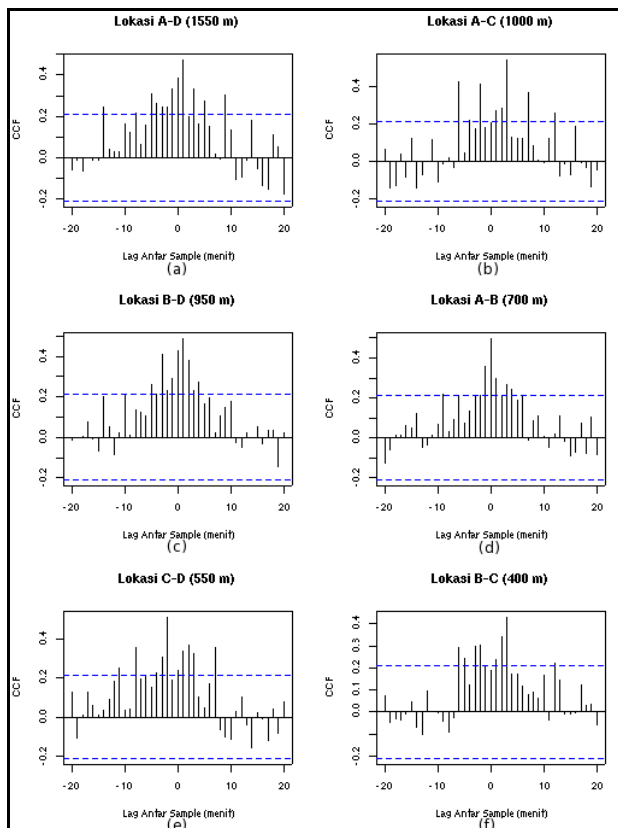 Lokasi A-D (1550 m)
CCF
-0.2 0.0 0.2 0.4
-20 -10 0 10 20
Lag Antar Sample (menit)
(a)
Lokasi A-C (1000 m)
CCF
-0.2 0.0 0.2 0.4
-20 -10 0 10 20
Lag Antar Sample (menit)
(b)
Lokasi B-D (950 m)
CCF
-0.2 0.0 0.2 0.4
-20 -10 0 10 20
Lag Antar Sample (menit)
(c)
Lokasi A-B (700 m)
CCF
-0.2 0.0 0.2 0.4
-20 -10 0 10 20
Lag Antar Sample (menit)
(d)
Lokasi C-D (550 m)
CCF
-0.2 0.0 0.2 0.4
-20 -10 0 10 20
Lag Antar Sample (menit)
(e)
Lokasi B-C (400 m)
CCF
-0.2 0.0 0.1 0.2 0.3 0.4
-20 -10 0 10 20
Lag Antar Sample (menit)
(f)